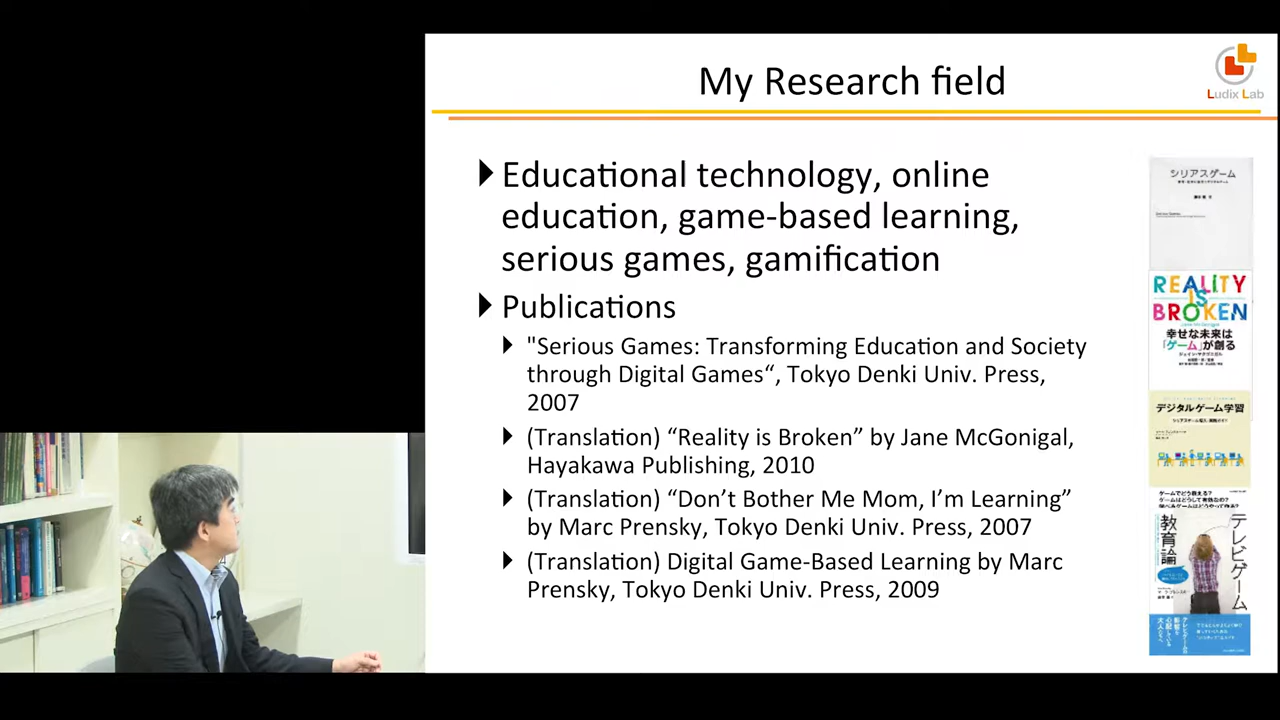 My Research field
Ludix Lab
Educational technology, online
education, game-based learning,
serious games, gamification
Publications
"Serious Games: Transforming Education and Society
through Digital Games“, Tokyo Denki Univ. Press,
2007
(Translation) “Reality is Broken” by Jane McGonigal,
Hayakawa Publishing, 2010
(Translation) “Don’t Bother Me Mom, I’m Learning”
by Marc Prensky, Tokyo Denki Univ. Press, 2007
(Translation) Digital Game-Based Learning by Marc
Prensky, Tokyo Denki Univ. Press, 2009
シリアスゲーム
REALITY
IS
BROKEN
幸せな未来は
「ゲーム」が創る
デジタルゲーム学習
テレビゲーム
教育論